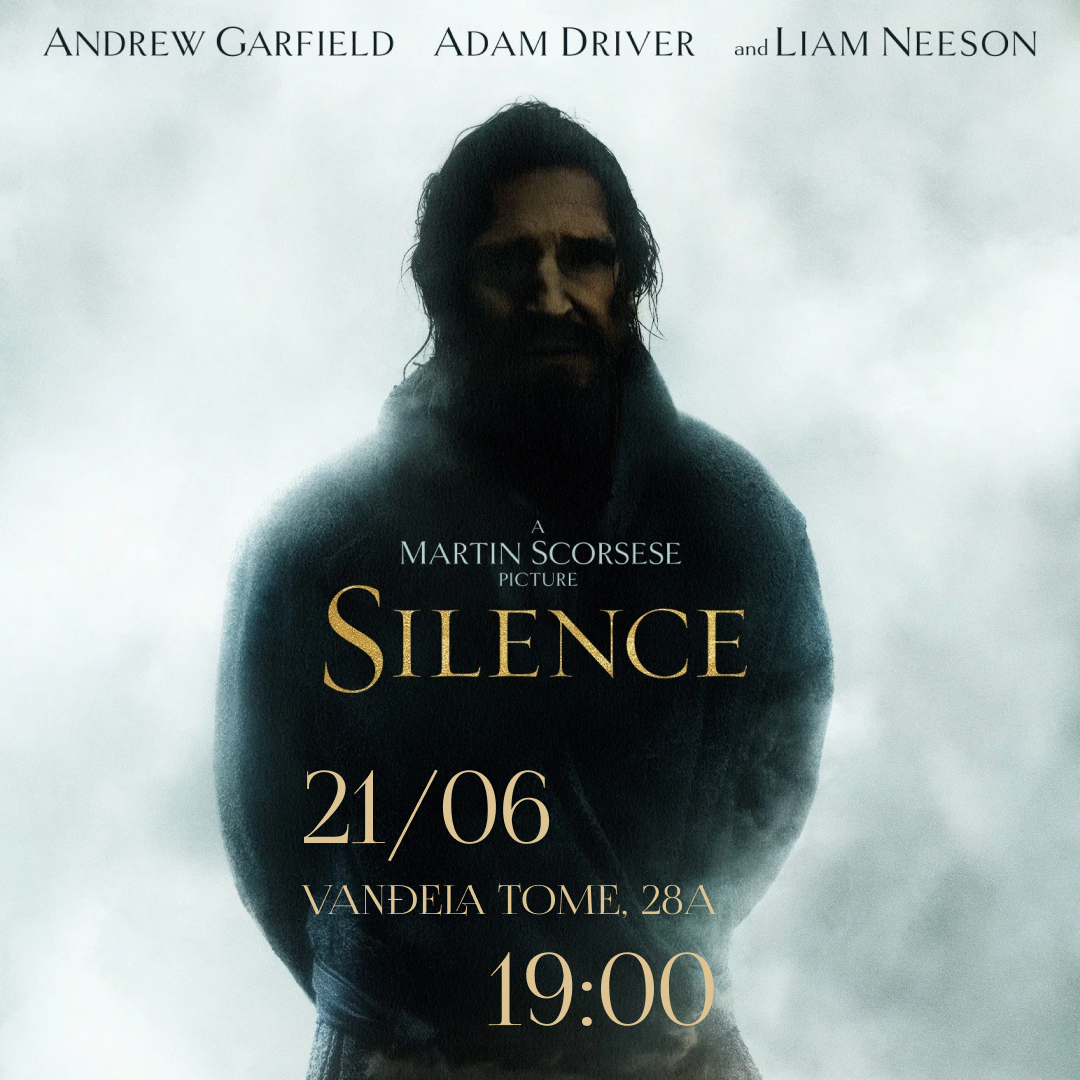 ANDREW GARFIELD ADAM DRIVER and LIAM NEESON
A
MARTIN SCORSESE
PICTURE
SILENCE
21/06
VANĐELA TOME, 28A
19:00